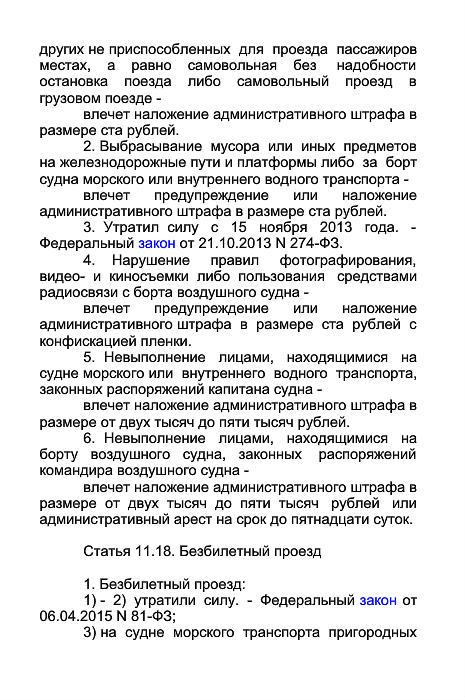 других не приспособленных для проезда пассажиров
местах, а равно самовольная без надобности
остановка поезда либо самовольный проезд в
грузовом поезде -
влечет наложение административного штрафа в
размере ста рублей.
2. Выбрасывание мусора или иных предметов
на железнодорожные пути и платформы либо за борт
судна морского или внутреннего водного транспорта -
влечет предупреждение или наложение
административного штрафа в размере ста рублей.
3. Утратил силу с 15 ноября 2013 года. -
Федеральный закон от 21.10.2013 N 274-ФЗ.
4. Нарушение правил фотографирования,
видео- и киносъемки либо пользования средствами
радиосвязи с борта воздушного судна -
влечет предупреждение или наложение
административного штрафа в размере ста рублей с
конфискацией пленки.
5. Невыполнение лицами, находящимися на
судне морского или внутреннего водного транспорта,
законных распоряжений капитана судна -
влечет наложение административного штрафа в
размере от двух тысяч до пяти тысяч рублей.
6. Невыполнение лицами, находящимися на
борту воздушного судна, законных распоряжений
командира воздушного судна -
влечет наложение административного штрафа в
размере от двух тысяч до пяти тысяч рублей или
административный арест на срок до пятнадцати суток.
Статья 11.18. Безбилетный проезд
1. Безбилетный проезд:
1) - 2) утратили силу. - Федеральный закон от
06.04.2015 N 81-ФЗ;
3) на судне морского транспорта пригородных